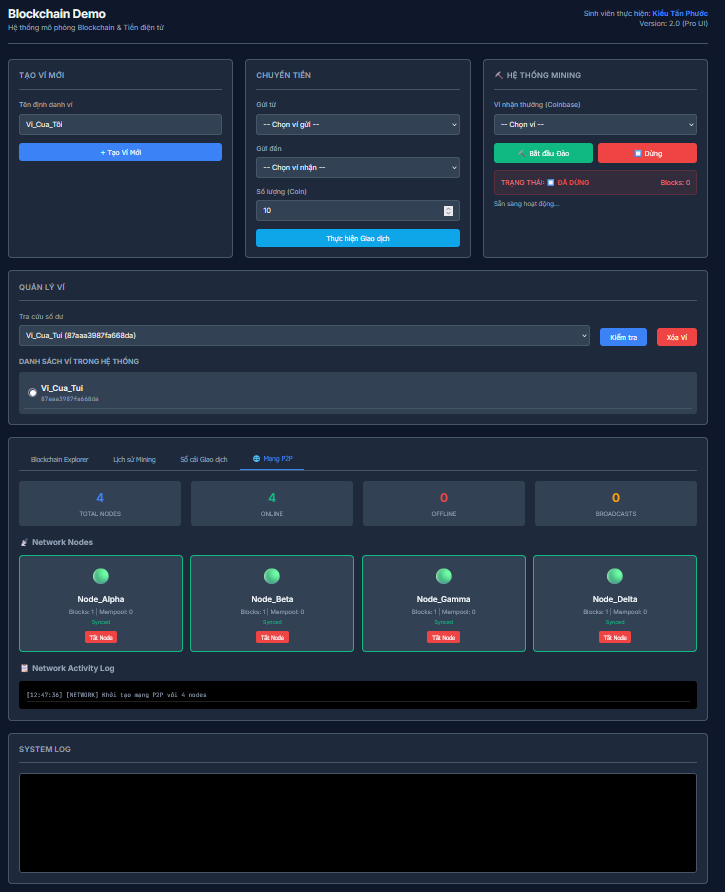 Blockchain Demo
Hệ thống mô phỏng Blockchain & Tiền điện tử
Sinh viên thực hiện: Kiều Tấn Phước
Version: 2.0 (Pro UI)
TẠO VÍ MỚI
Tên định danh ví
Ví_Của_Tôi
+ Tạo Ví Mới
CHUYỂN TIỀN
Gửi từ
-- Chọn ví gửi --
Gửi đến
-- Chọn ví nhận --
Số lượng (Coin)
10
Thực hiện Giao dịch
HỆ THỐNG MINING
Ví nhận thưởng (Coinbase)
-- Chọn ví --
Bắt đầu Đào
Dừng
TRẠNG THÁI: ĐÃ DỪNG
Blocks: 0
Sẵn sàng hoạt động...
QUẢN LÝ VÍ
Tra cứu số dư
Ví_Của_Tui (87aaa3987fa668da)
Kiểm tra
Xóa Ví
DANH SÁCH VÍ TRONG HỆ THỐNG
Ví_Của_Tui
87aaa3987fa668da
Blockchain Explorer
Lịch sử Mining
Sổ cái Giao dịch
Mạng P2P
4
TOTAL NODES
4
ONLINE
0
OFFLINE
0
BROADCASTS
Network Nodes
Node_Alpha
Blocks: 1 | Mempool: 0
Synced
Tắt Node
Node_Beta
Blocks: 1 | Mempool: 0
Synced
Tắt Node
Node_Gamma
Blocks: 1 | Mempool: 0
Synced
Tắt Node
Node_Delta
Blocks: 1 | Mempool: 0
Synced
Tắt Node
Network Activity Log
[12:47:36] [NETWORK] Khởi tạo mạng P2P với 4 nodes
SYSTEM LOG